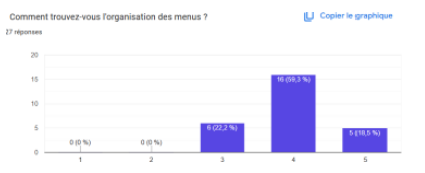 Comment trouvez-vous l'organisation des menus ?
Copier le graphique
27 réponses
20
15
10
5
0
0 (0 %)
0 (0 %)
6 (22,2 %)
16 (59,3 %)
5 (18,5 %)
1
2
3
4
5